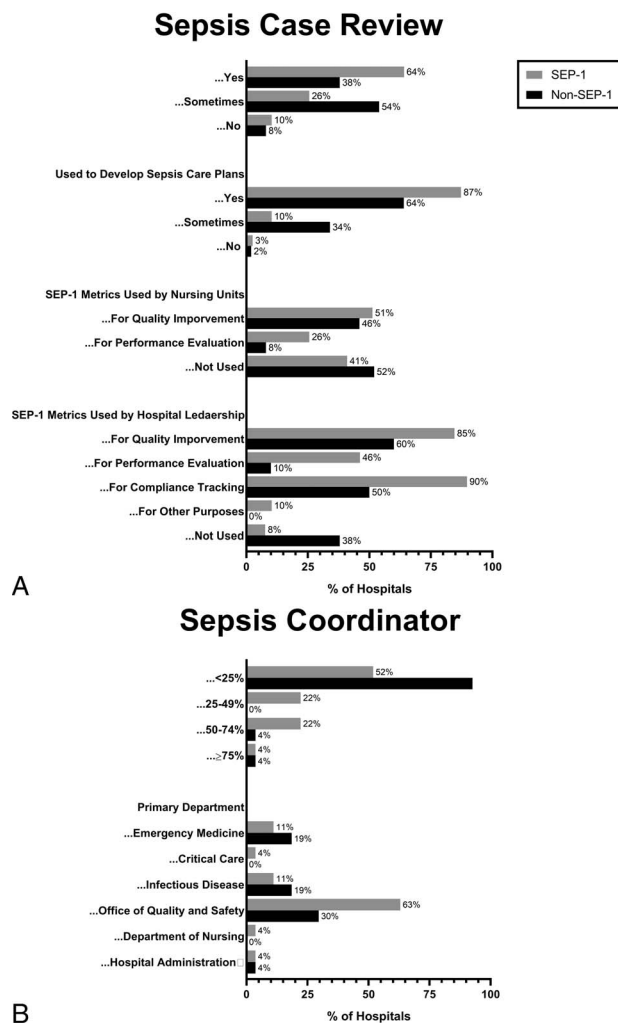 Sepsis Case Review
SEP-1
Non-SEP-1
...Yes
64%
38%
...Sometimes
26%
54%
...No
10%
8%
Used to Develop Sepsis Care Plans
...Yes
87%
64%
...Sometimes
10%
34%
...No
3%
2%
SEP-1 Metrics Used by Nursing Units
...For Quality Imporvement
51%
46%
...For Performance Evaluation
26%
8%
...Not Used
41%
52%
SEP-1 Metrics Used by Hospital Ledaership
...For Quality Imporvement
85%
60%
...For Performance Evaluation
46%
10%
...For Compliance Tracking
90%
50%
...For Other Purposes
10%
0%
...Not Used
8%
38%
0 25 50 75 100
% of Hospitals
A
Sepsis Coordinator
...<25%
52%
...25-49%
22%
0%
...50-74%
22%
4%
...≥75%
4%
4%
Primary Department
...Emergency Medicine
11%
19%
...Critical Care
4%
0%
...Infectious Disease
11%
19%
...Office of Quality and Safety
63%
30%
...Department of Nursing
4%
0%
...Hospital Administration
4%
4%
0 25 50 75 100
% of Hospitals
B